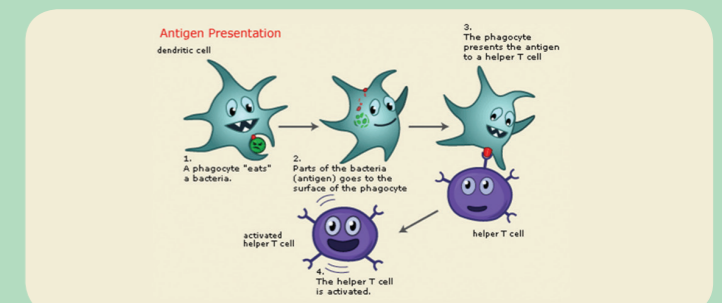 Antigen Presentation
dendritic cell
1.
A phagocyte "eats"
a bacteria.
2.
Parts of the bacteria
(antigen) goes to the
surface of the phagocyte
3.
The phagocyte
presents the antigen
to a helper T cell
helper T cell
activated
helper T cell
4.
The helper T cell
is activated.